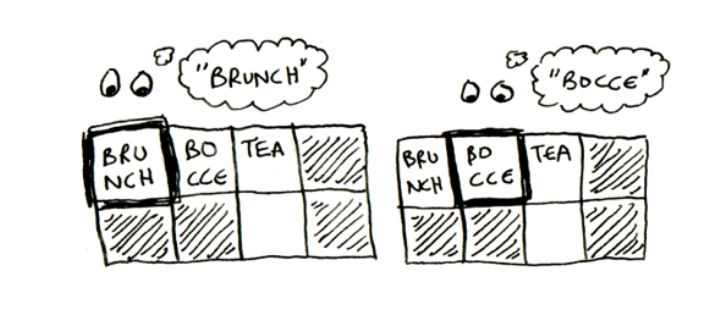 "BRUNCH"
"BOCCE"
BRU
NCH
BO
CCE
TEA
BRU
NCH
BO
CCE
TEA